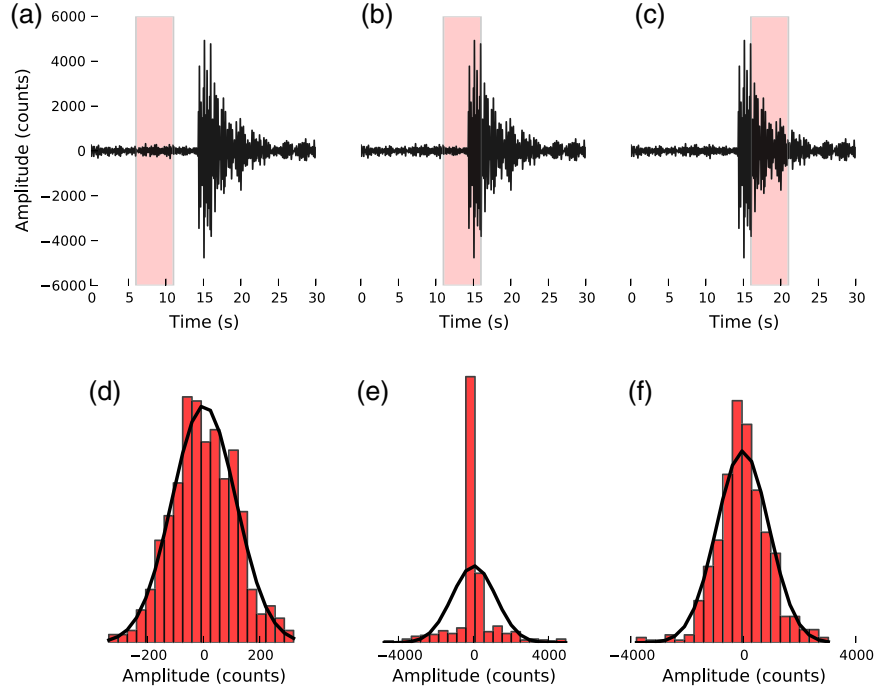 (a)
(b)
(c)
6000
4000
2000
0
−2000
−4000
−6000
Amplitude (counts)
0 5 10 15 20 25 30
0 5 10 15 20 25 30
0 5 10 15 20 25 30
Time (s)
Time (s)
Time (s)
(d)
(e)
(f)
−200 0 200
−4000 0 4000
−4000 0 4000
Amplitude (counts)
Amplitude (counts)
Amplitude (counts)